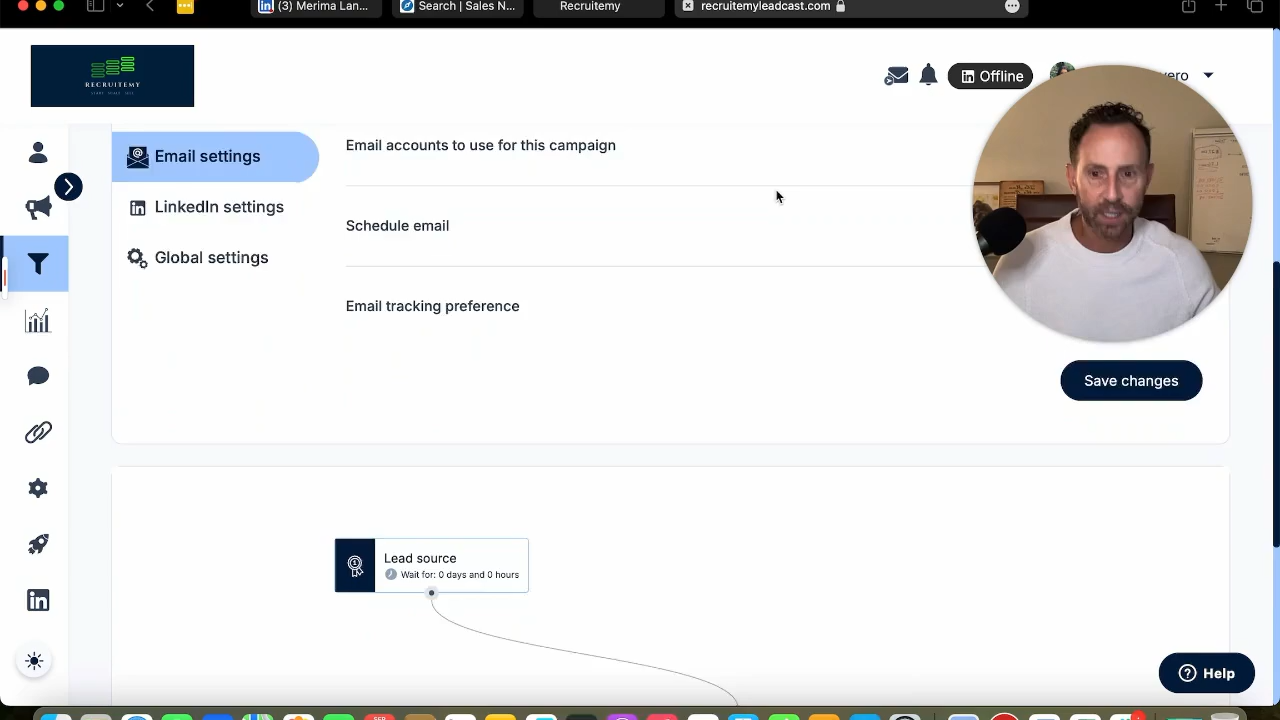 (3) Merima Lan...
Search | Sales N...
Recruitemy
recruitemyleadcast.com
RECRUITEMY
Offline
vero
Email settings
LinkedIn settings
Global settings
Email accounts to use for this campaign
Schedule email
Email tracking preference
Save changes
Lead source
Wait for: 0 days and 0 hours
Help
SEP